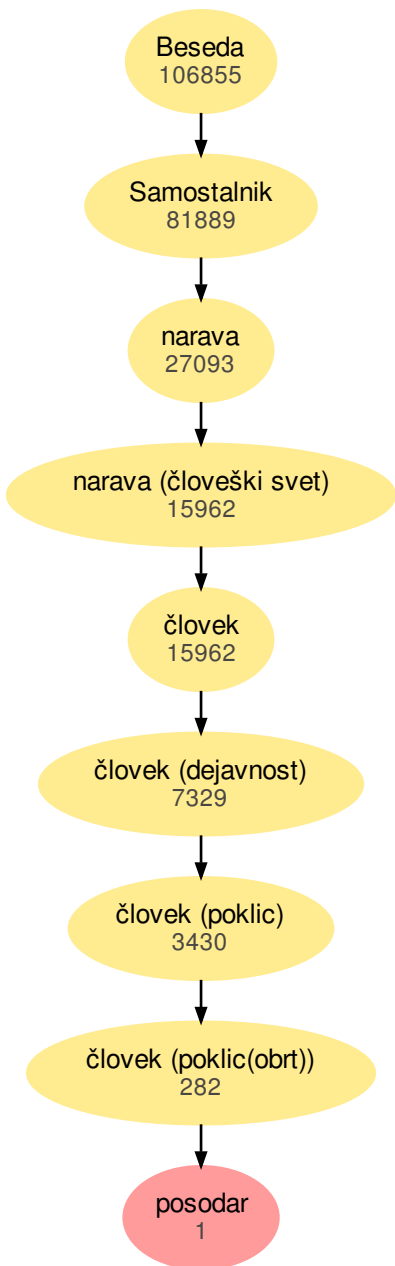 Beseda
106855
Samostalnik
81889
narava
27093
narava (človeški svet)
15962
človek
15962
človek (dejavnost)
7329
človek (poklic)
3430
človek (poklic(obrt))
282
posodar
1